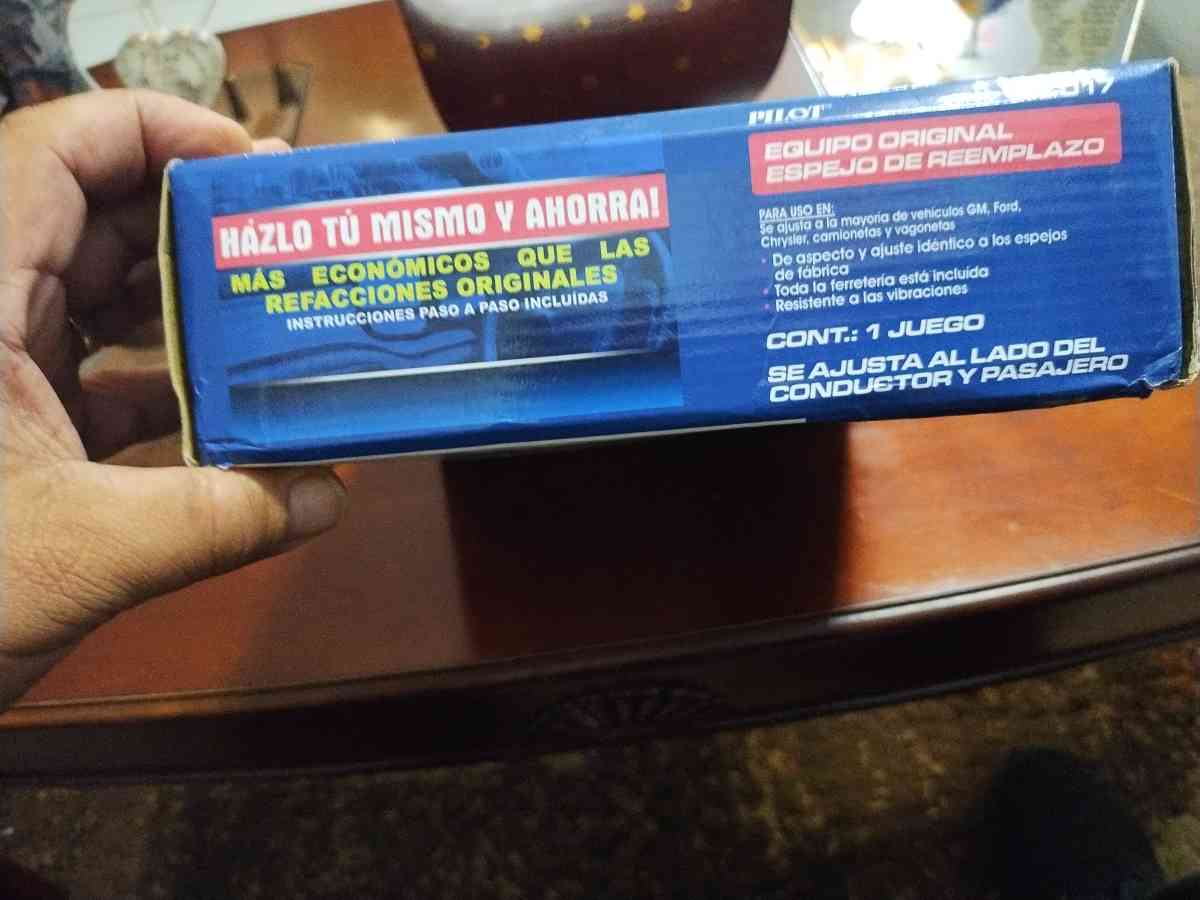 HÁZLO TÚ MISMO Y AHORRA!
MÁS ECONÓMICOS QUE LAS
REFACCIONES ORIGINALES
INSTRUCCIONES PASO A PASO INCLUÍDAS
PILOT
EQUIPO ORIGINAL
ESPEJO DE REEMPLAZO
PARA USO EN:
Se ajusta a la mayoría de vehículos GM, Ford,
Chrysler, camionetas y vagonetas
• De aspecto y ajuste idéntico a los espejos
de fábrica
• Toda la ferretería está incluída
• Resistente a las vibraciones
CONT.: 1 JUEGO
SE AJUSTA AL LADO DEL
CONDUCTOR Y PASAJERO